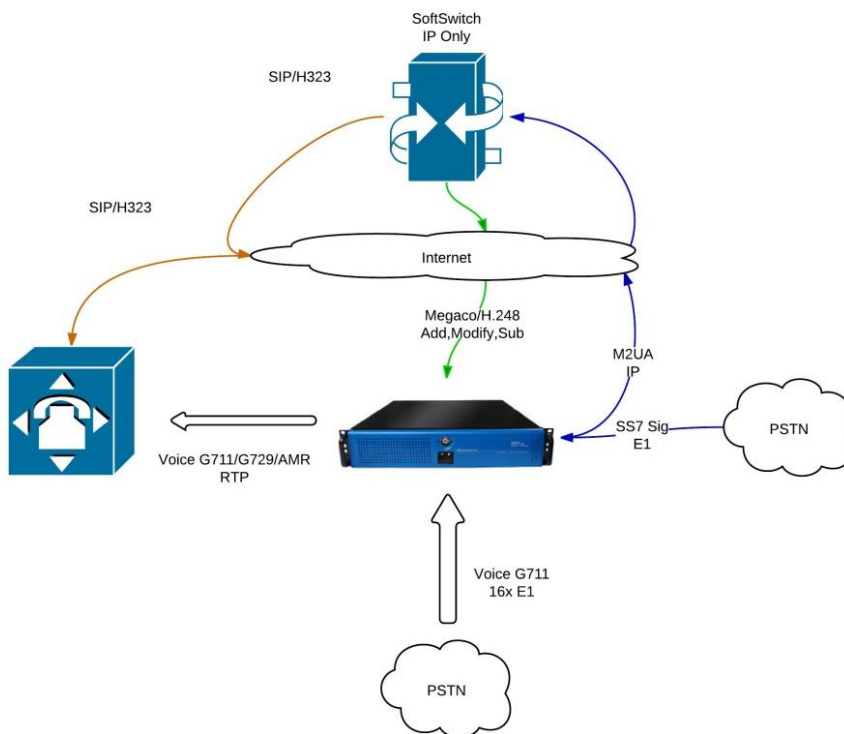 SoftSwitch
IP Only
SIP/H323
SIP/H323
Internet
Megaco/H.248
Add,Modify,Sub
M2UA
IP
SS7 Sig
E1
PSTN
Voice G711/G729/AMR
RTP
Voice G711
16x E1
PSTN